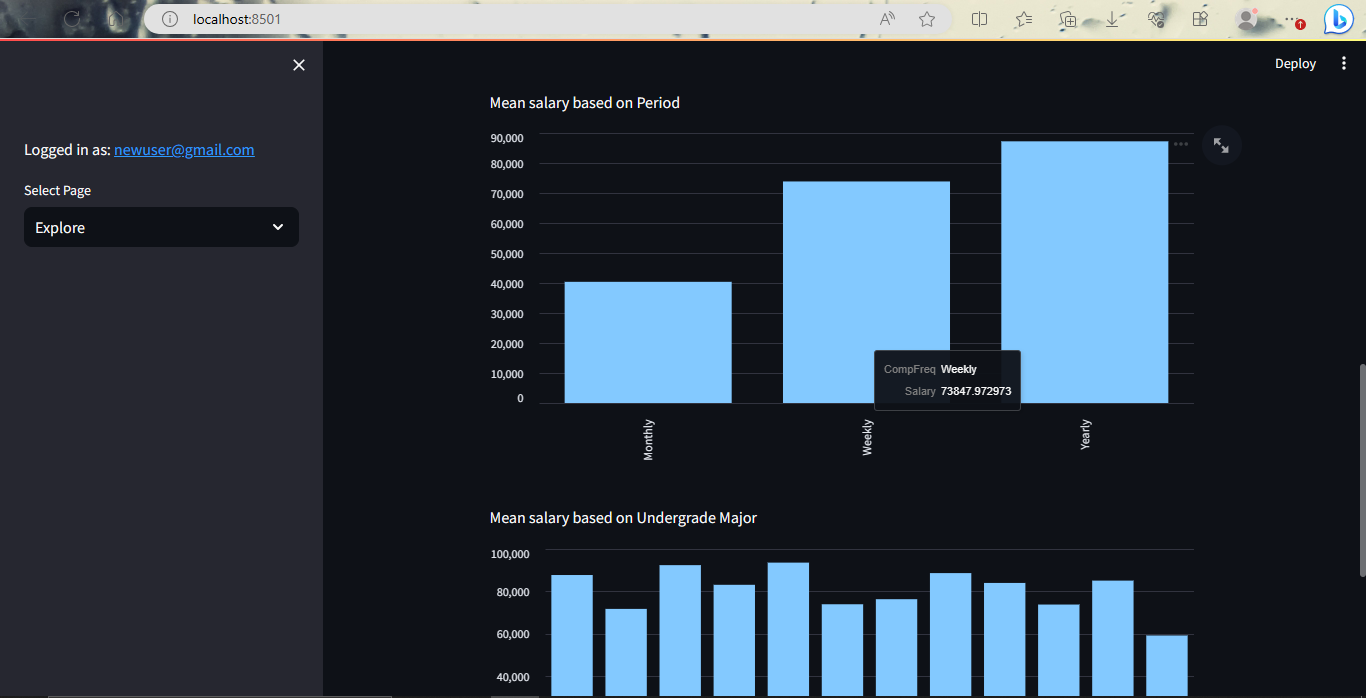 localhost:8501
Deploy
Logged in as: newuser@gmail.com
Select Page
Explore
Mean salary based on Period
90,000
80,000
70,000
60,000
50,000
40,000
30,000
20,000
10,000
0
CompFreq Weekly
Salary 73847.972973
Monthly
Weekly
Yearly
Mean salary based on Undergrade Major
100,000
80,000
60,000
40,000